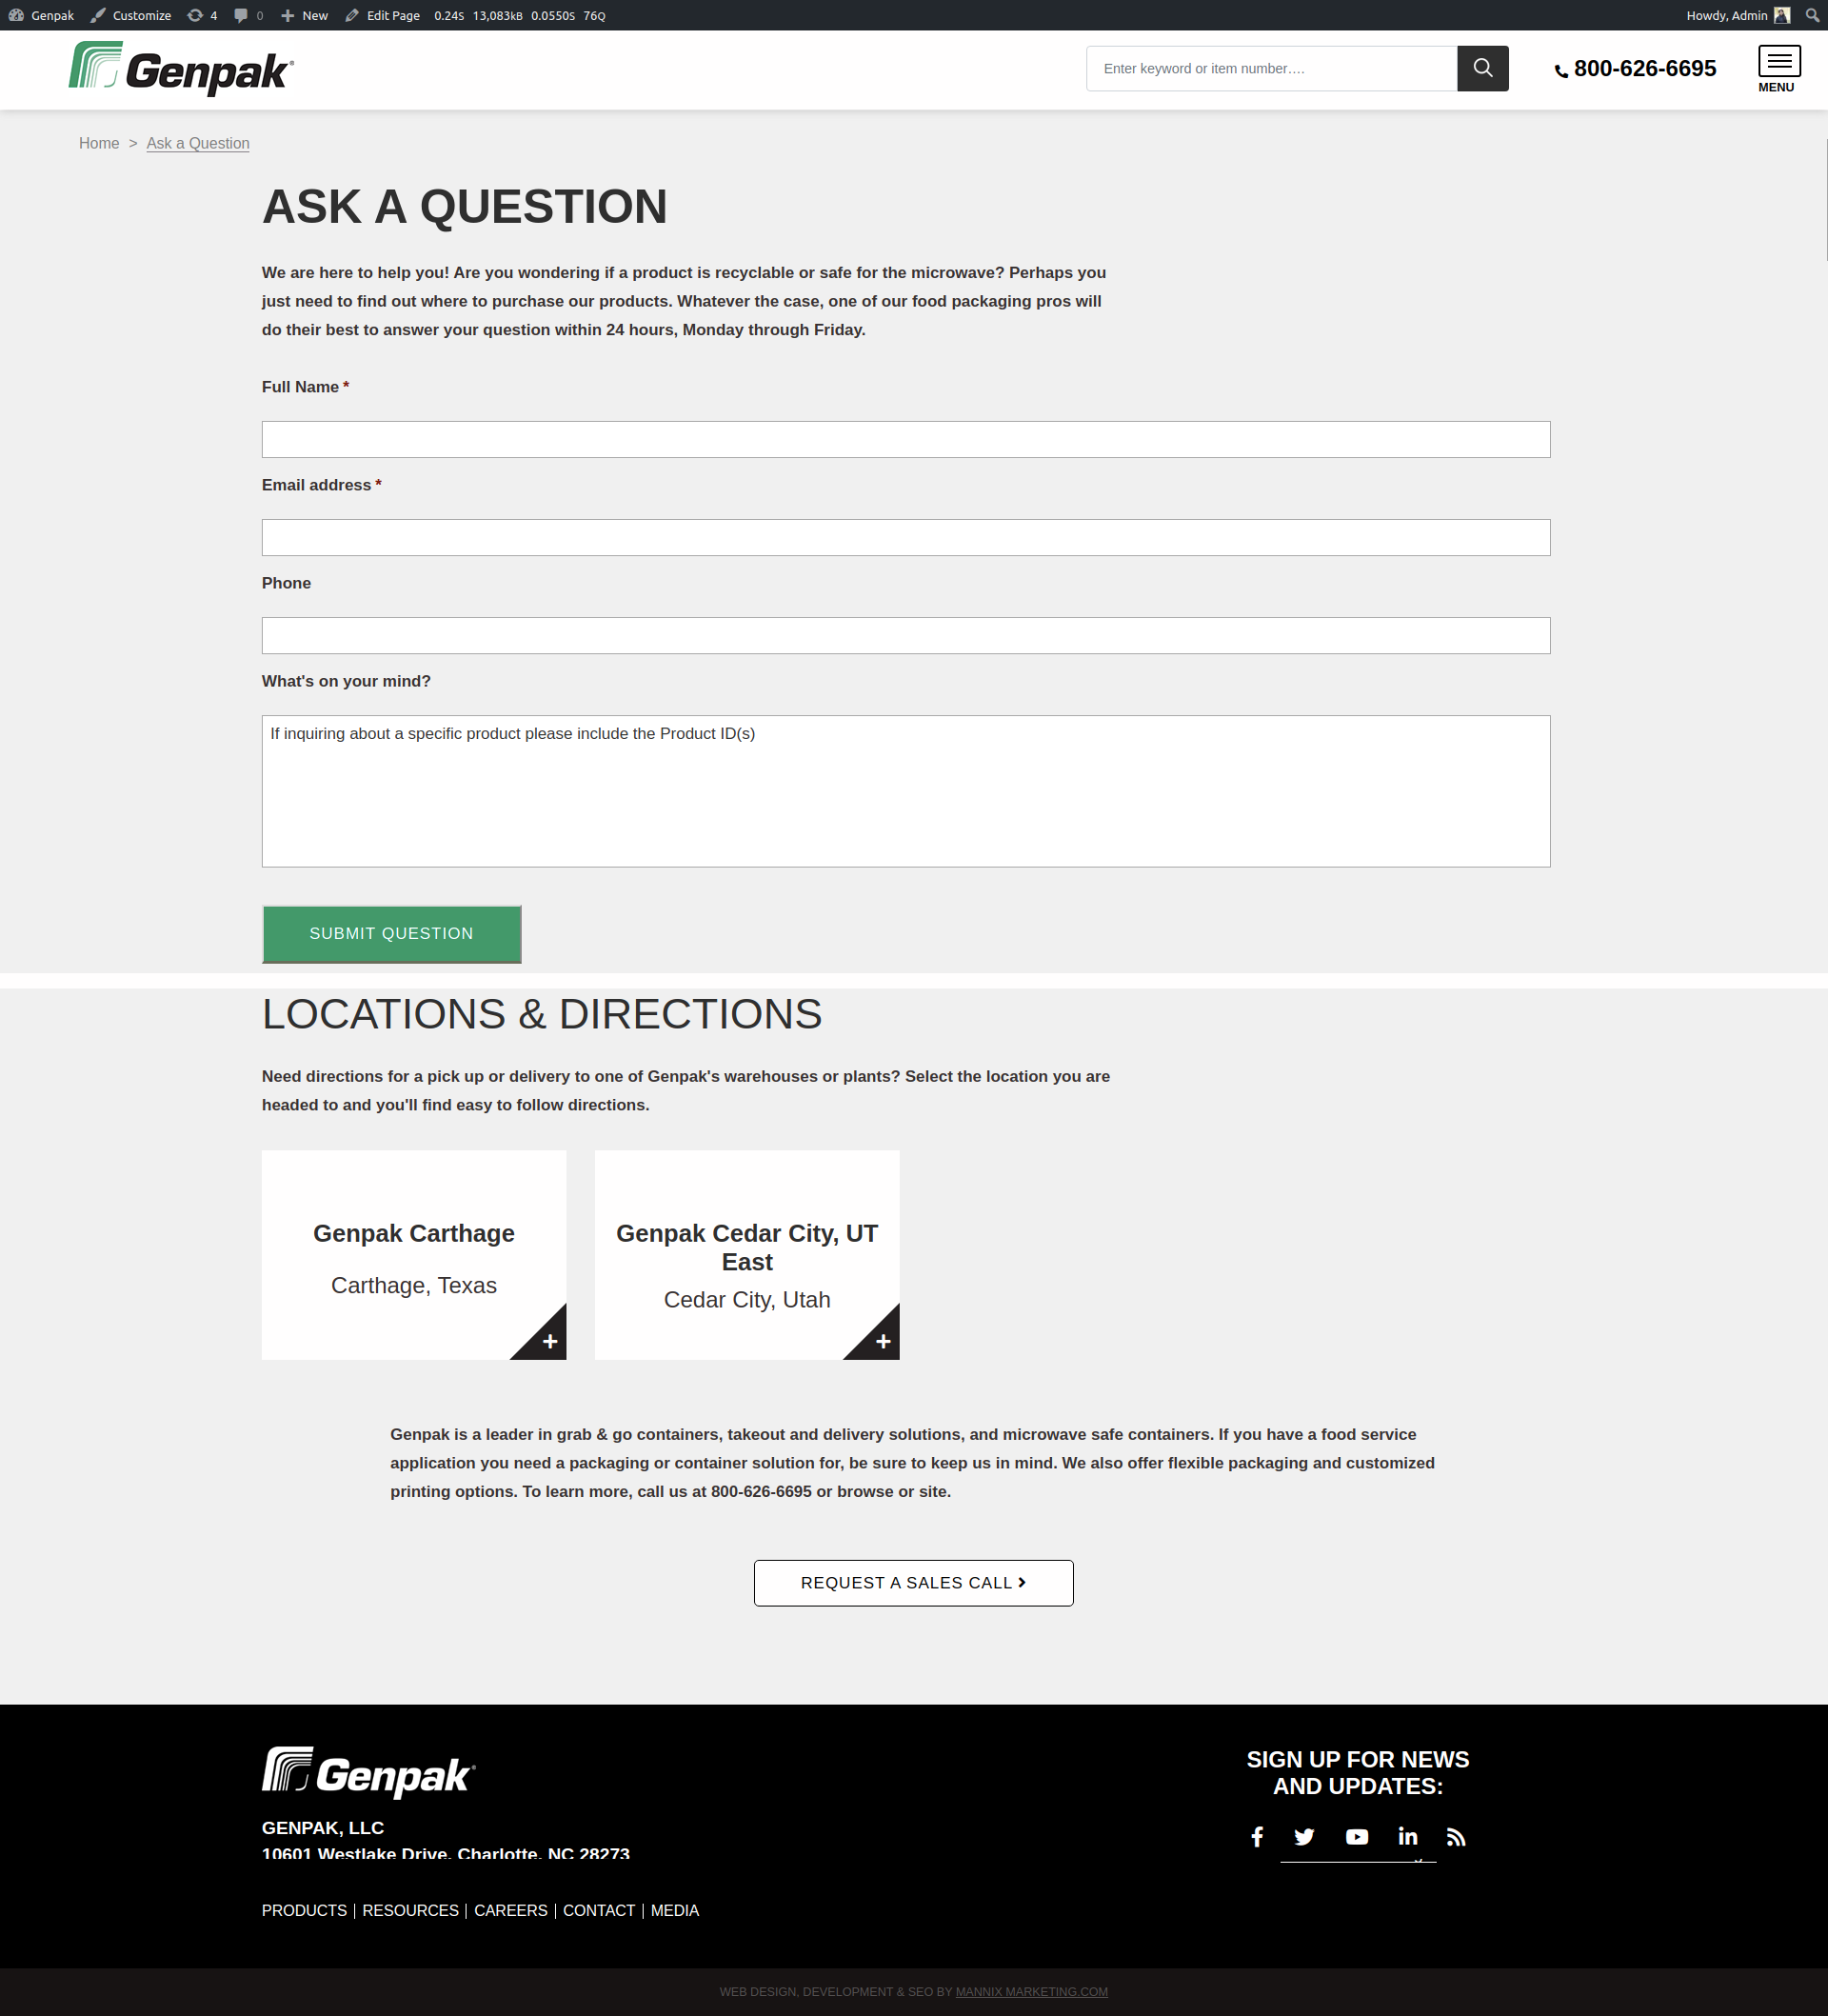 Genpak Customize 4 0 New Edit Page 0.24S 13,083KB 0.0550S 76Q Howdy, Admin
Genpak®
Enter keyword or item number....
800-626-6695
MENU
Home > Ask a Question
ASK A QUESTION
We are here to help you! Are you wondering if a product is recyclable or safe for the microwave? Perhaps you
just need to find out where to purchase our products. Whatever the case, one of our food packaging pros will
do their best to answer your question within 24 hours, Monday through Friday.
Full Name *
Email address *
Phone
What's on your mind?
If inquiring about a specific product please include the Product ID(s)
SUBMIT QUESTION
LOCATIONS & DIRECTIONS
Need directions for a pick up or delivery to one of Genpak's warehouses or plants? Select the location you are
headed to and you'll find easy to follow directions.
Genpak Carthage
Carthage, Texas
+
Genpak Cedar City, UT
East
Cedar City, Utah
+
Genpak is a leader in grab & go containers, takeout and delivery solutions, and microwave safe containers. If you have a food service
application you need a packaging or container solution for, be sure to keep us in mind. We also offer flexible packaging and customized
printing options. To learn more, call us at 800-626-6695 or browse or site.
REQUEST A SALES CALL
Genpak®
GENPAK, LLC
10601 Westlake Drive, Charlotte, NC 28273
SIGN UP FOR NEWS
AND UPDATES:
PRODUCTS | RESOURCES | CAREERS | CONTACT | MEDIA
WEB DESIGN, DEVELOPMENT & SEO BY MANNIX MARKETING.COM